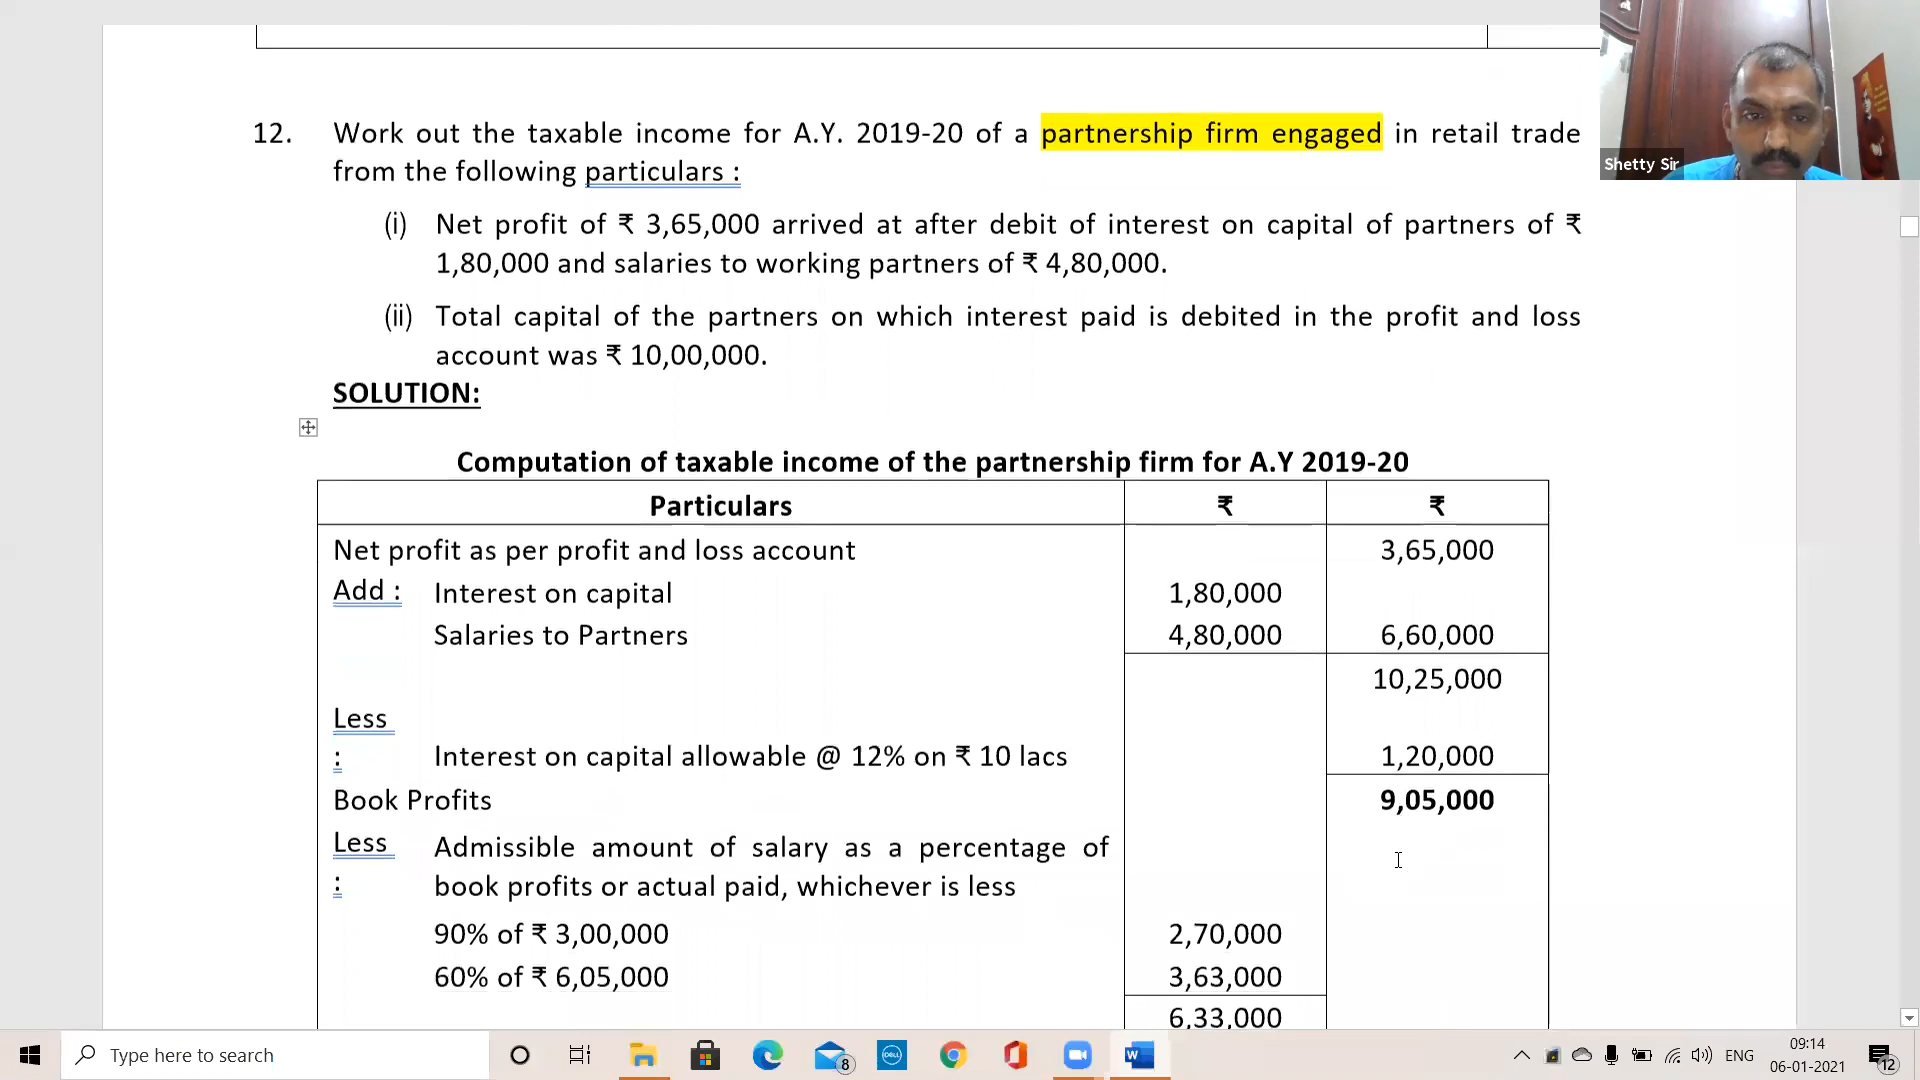 12. Work out the taxable income for A.Y. 2019-20 of a partnership firm engaged in retail trade
from the following particulars :
(i) Net profit of ₹ 3,65,000 arrived at after debit of interest on capital of partners of ₹
1,80,000 and salaries to working partners of ₹ 4,80,000.
(ii) Total capital of the partners on which interest paid is debited in the profit and loss
account was ₹ 10,00,000.
SOLUTION:
Computation of taxable income of the partnership firm for A.Y 2019-20
Particulars ₹ ₹
Net profit as per profit and loss account 3,65,000
Add : Interest on capital 1,80,000
Salaries to Partners 4,80,000 6,60,000
10,25,000
Less
: Interest on capital allowable @ 12% on ₹ 10 lacs 1,20,000
Book Profits 9,05,000
Less Admissible amount of salary as a percentage of
: book profits or actual paid, whichever is less
90% of ₹ 3,00,000 2,70,000
60% of ₹ 6,05,000 3,63,000
6,33,000
Shetty Sir
Type here to search
8
DELL
W
ENG
09:14
06-01-2021
12